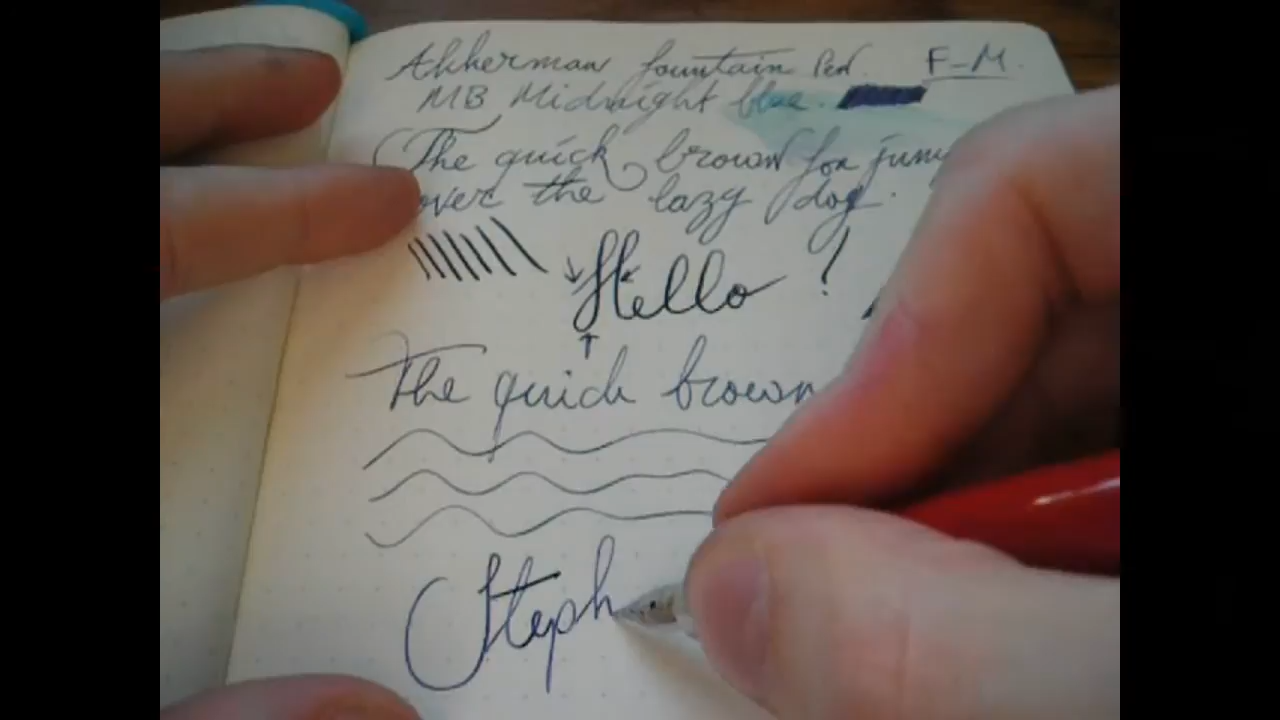 Akkerman fountain Pen. F-M.
MB Midnight blue.
The quick brown fox jump
over the lazy dog.
Hello !
The quick brown
Steph